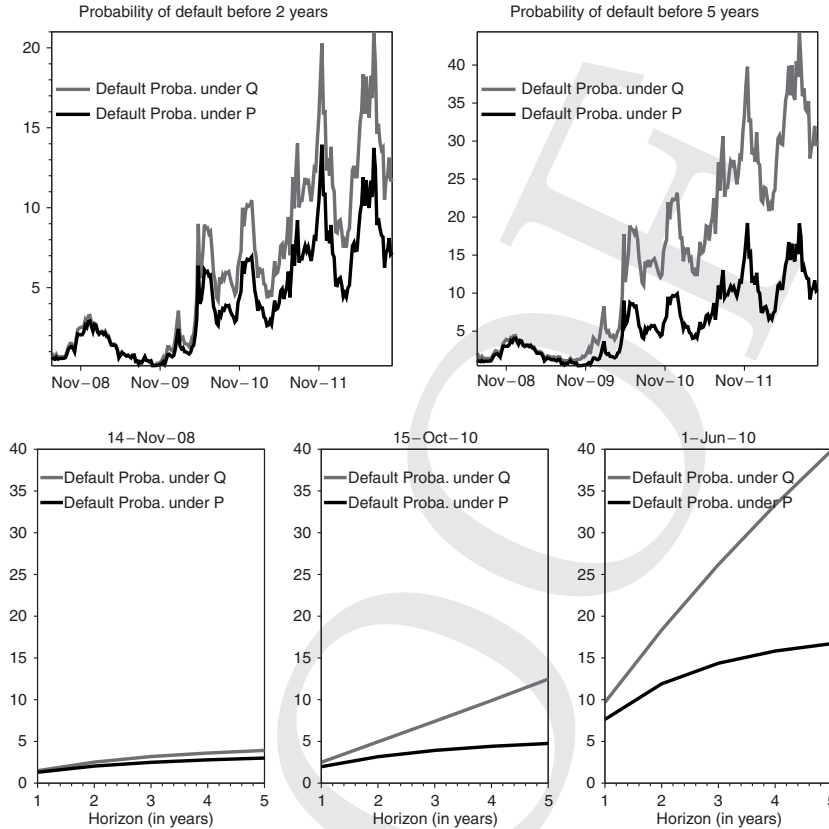 Probability of default before 2 years
20
15
10
5
Default Proba. under Q
Default Proba. under P
Nov−08 Nov−09 Nov−10 Nov−11
Probability of default before 5 years
40
35
30
25
20
15
10
5
Default Proba. under Q
Default Proba. under P
Nov−08 Nov−09 Nov−10 Nov−11
14−Nov−08
40
35
30
25
20
15
10
5
0
Default Proba. under Q
Default Proba. under P
1 2 3 4 5
Horizon (in years)
15−Oct−10
40
35
30
25
20
15
10
5
0
Default Proba. under Q
Default Proba. under P
1 2 3 4 5
Horizon (in years)
1−Jun−10
40
35
30
25
20
15
10
5
0
Default Proba. under Q
Default Proba. under P
1 2 3 4 5
Horizon (in years)